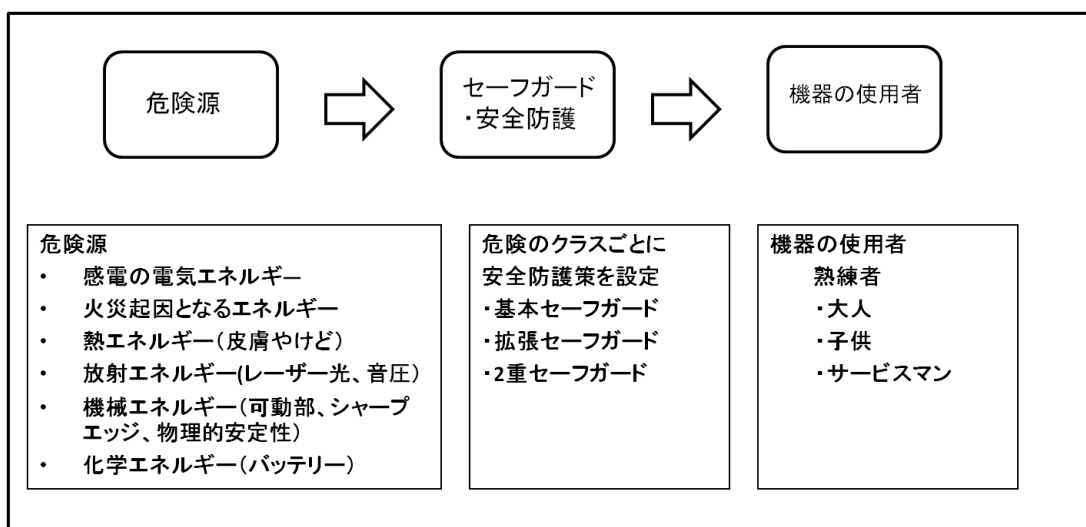 危険源
セーフガード
・安全防護
機器の使用者
危険源
・ 感電の電気エネルギー
・ 火災起因となるエネルギー
・ 熱エネルギー（皮膚やけど）
・ 放射エネルギー(レーザー光、音圧）
・ 機械エネルギー（可動部、シャープ
エッジ、物理的安定性）
・ 化学エネルギー（バッテリー）
危険のクラスごとに
安全防護策を設定
・基本セーフガード
・拡張セーフガード
・2重セーフガード
機器の使用者
熟練者
・大人
・子供
・サービスマン